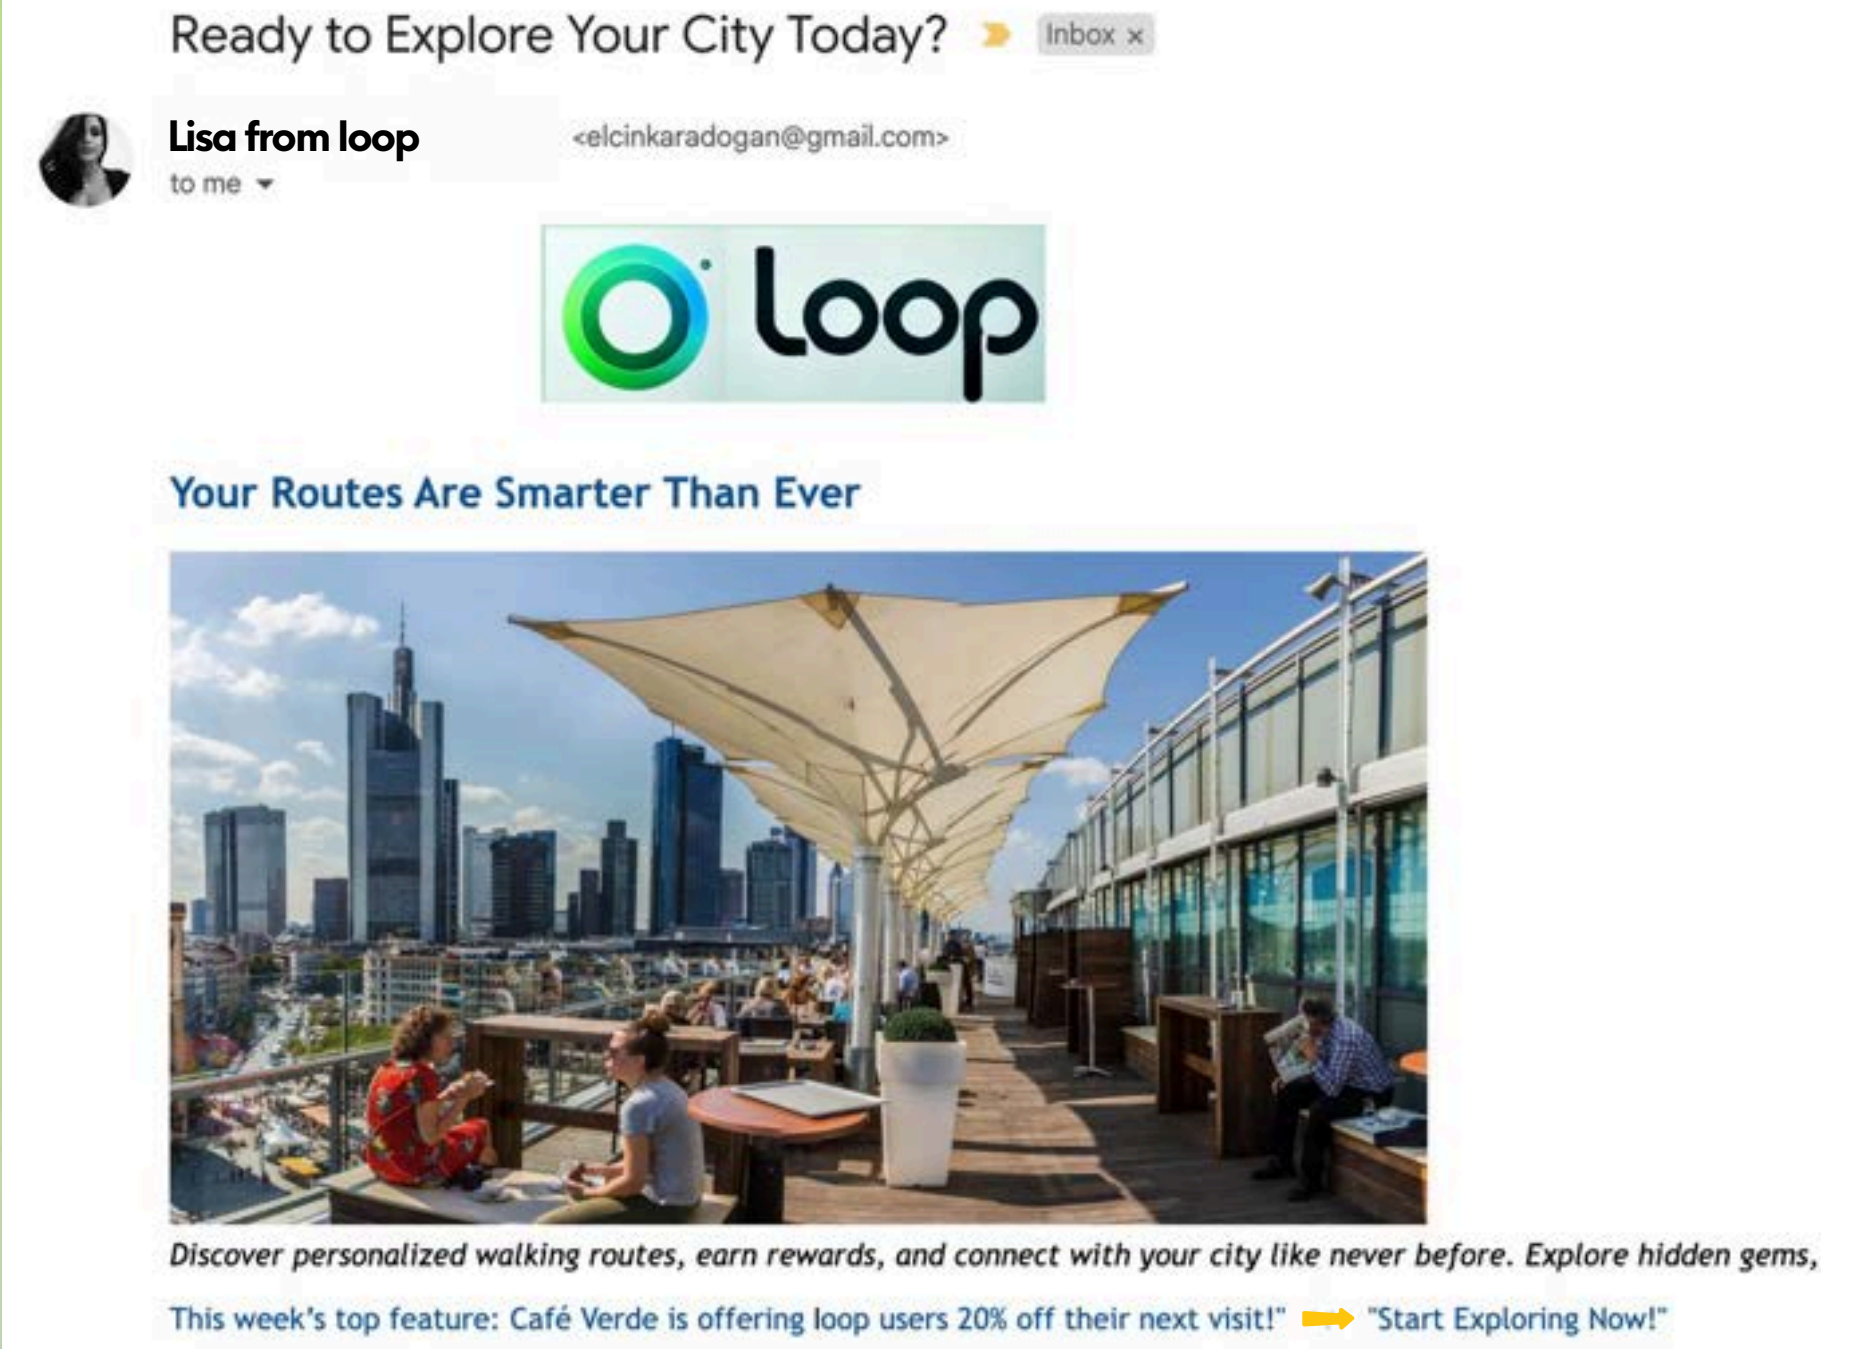 Ready to Explore Your City Today? Inbox x
Lisa from loop <elcinkaradogan@gmail.com>
to me
Loop
Your Routes Are Smarter Than Ever
Discover personalized walking routes, earn rewards, and connect with your city like never before. Explore hidden gems,
This week's top feature: Café Verde is offering loop users 20% off their next visit!" "Start Exploring Now!"